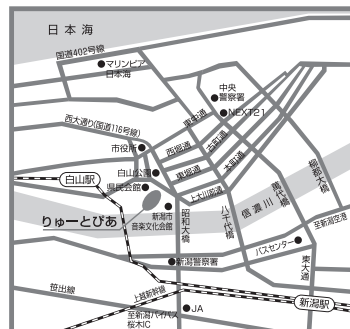 日本海
国道402号線
マリンピア
日本海
中央
警察署
NEXT21
西大通り(国道116号線)
市役所
東中通
西堀通
古町通
本町通
東堀通
白山公園
白山駅
県民会館
上大川前通
りゅーとぴあ
新潟市
音楽文化会館
昭和大橋
八千代橋
信濃川
萬代橋
柳都大橋
至新潟空港
バスセンター
新潟警察署
東大通
上越新幹線
新潟駅
笹出線
至新潟バイパス
桜木IC
JA